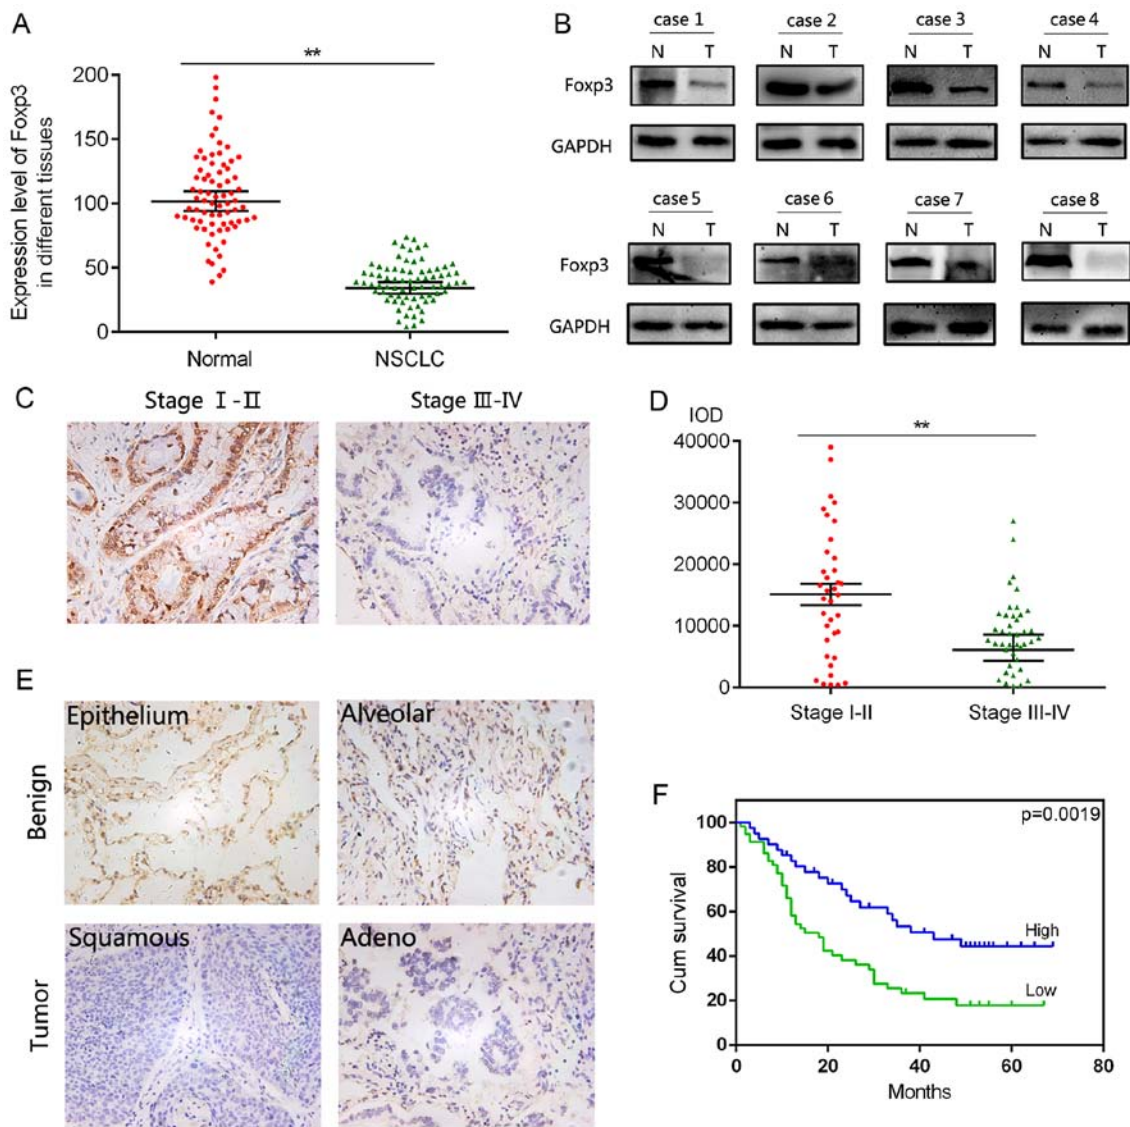 A
**
Expression level of Foxp3
in different tissues
200
150
100
50
0
Normal
NSCLC
B
case 1
case 2
case 3
case 4
N T
N T
N T
N T
Foxp3
GAPDH
case 5
case 6
case 7
case 8
N T
N T
N T
N T
Foxp3
GAPDH
C
Stage Ⅰ-Ⅱ
Stage Ⅲ-Ⅳ
D
IOD
**
40000
30000
20000
10000
0
Stage I-II
Stage III-IV
E
Benign
Epithelium
Alveolar
Tumor
Squamous
Adeno
F
p=0.0019
Cum survival
100
80
60
40
20
0
High
Low
0 20 40 60 80
Months